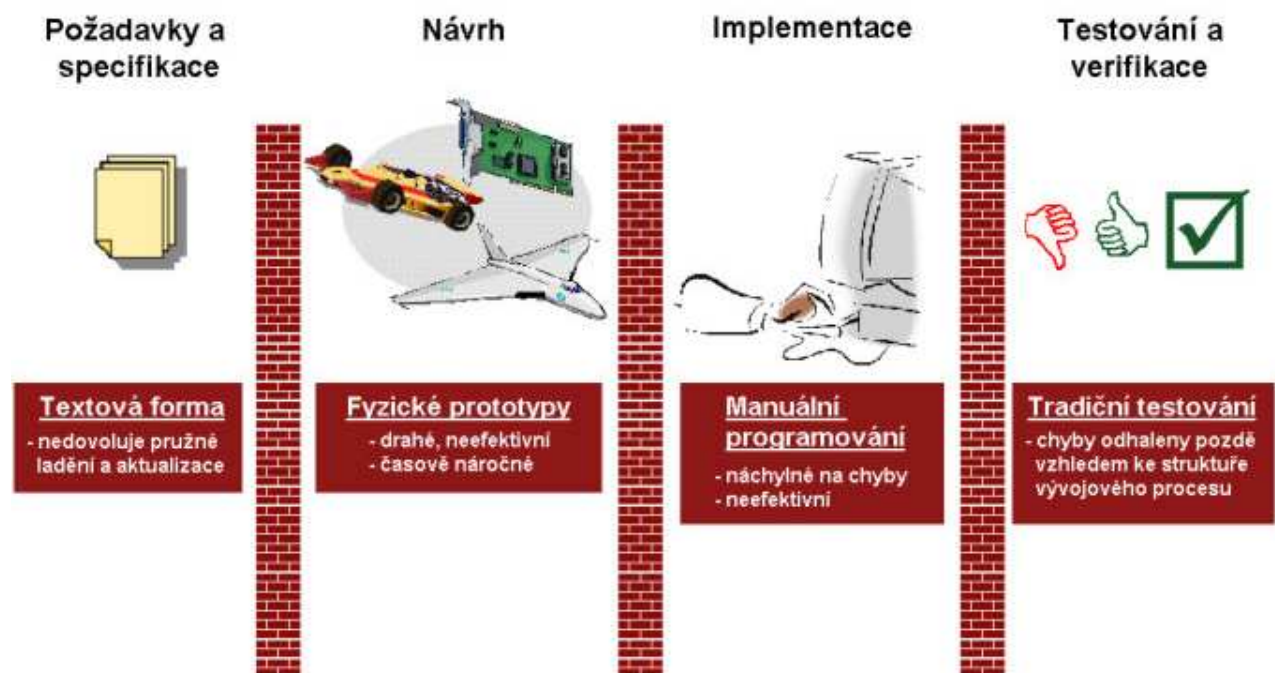 Požadavky a
specifikace
Návrh
Implementace
Testování a
verifikace
Textová forma
- nedovoluje pružné
ladění a aktualizace
Fyzické prototypy
- drahé, neefektivní
- časově náročné
Manuální
programování
- náchylné na chyby
- neefektivní
Tradiční testování
- chyby odhaleny pozdě
vzhledem ke struktuře
vývojového procesu